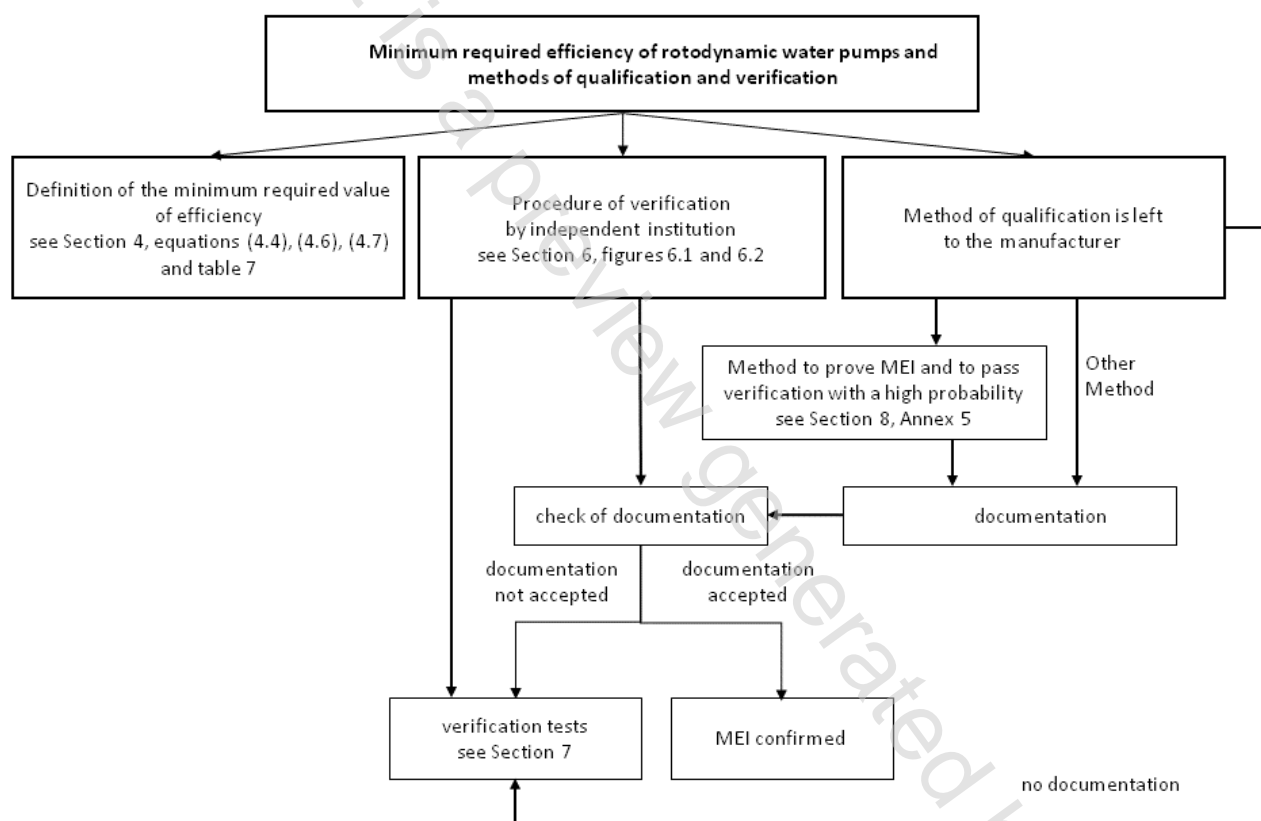 Minimum required efficiency of rotodynamic water pumps and
methods of qualification and verification
Definition of the minimum required value
of efficiency
see Section 4, equations (4.4), (4.6), (4.7)
and table 7
Procedure of verification
by independent institution
see Section 6, figures 6.1 and 6.2
Method of qualification is left
to the manufacturer
Method to prove MEI and to pass
verification with a high probability
see Section 8, Annex 5
Other
Method
check of documentation
documentation
documentation
not accepted
documentation
accepted
verification tests
see Section 7
MEI confirmed
no documentation
is a preview generated